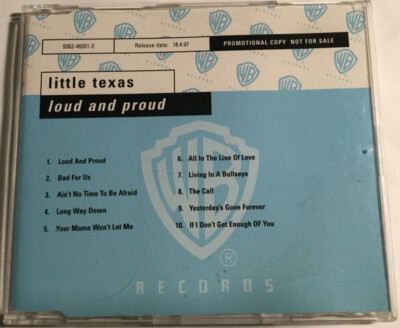 9362-46501-2
Release date: 18.4.97
PROMOTIONAL COPY NOT FOR SALE
little texas
loud and proud
1. Loud And Proud
2. Bad For Us
3. Ain't No Time To Be Afraid
4. Long Way Down
5. Your Mama Won't Let Me
6. All In The Line Of Love
7. Living In A Bullseye
8. The Call
9. Yesterday's Gone Forever
10. If I Don't Get Enough Of You
WB
®
RECORDS